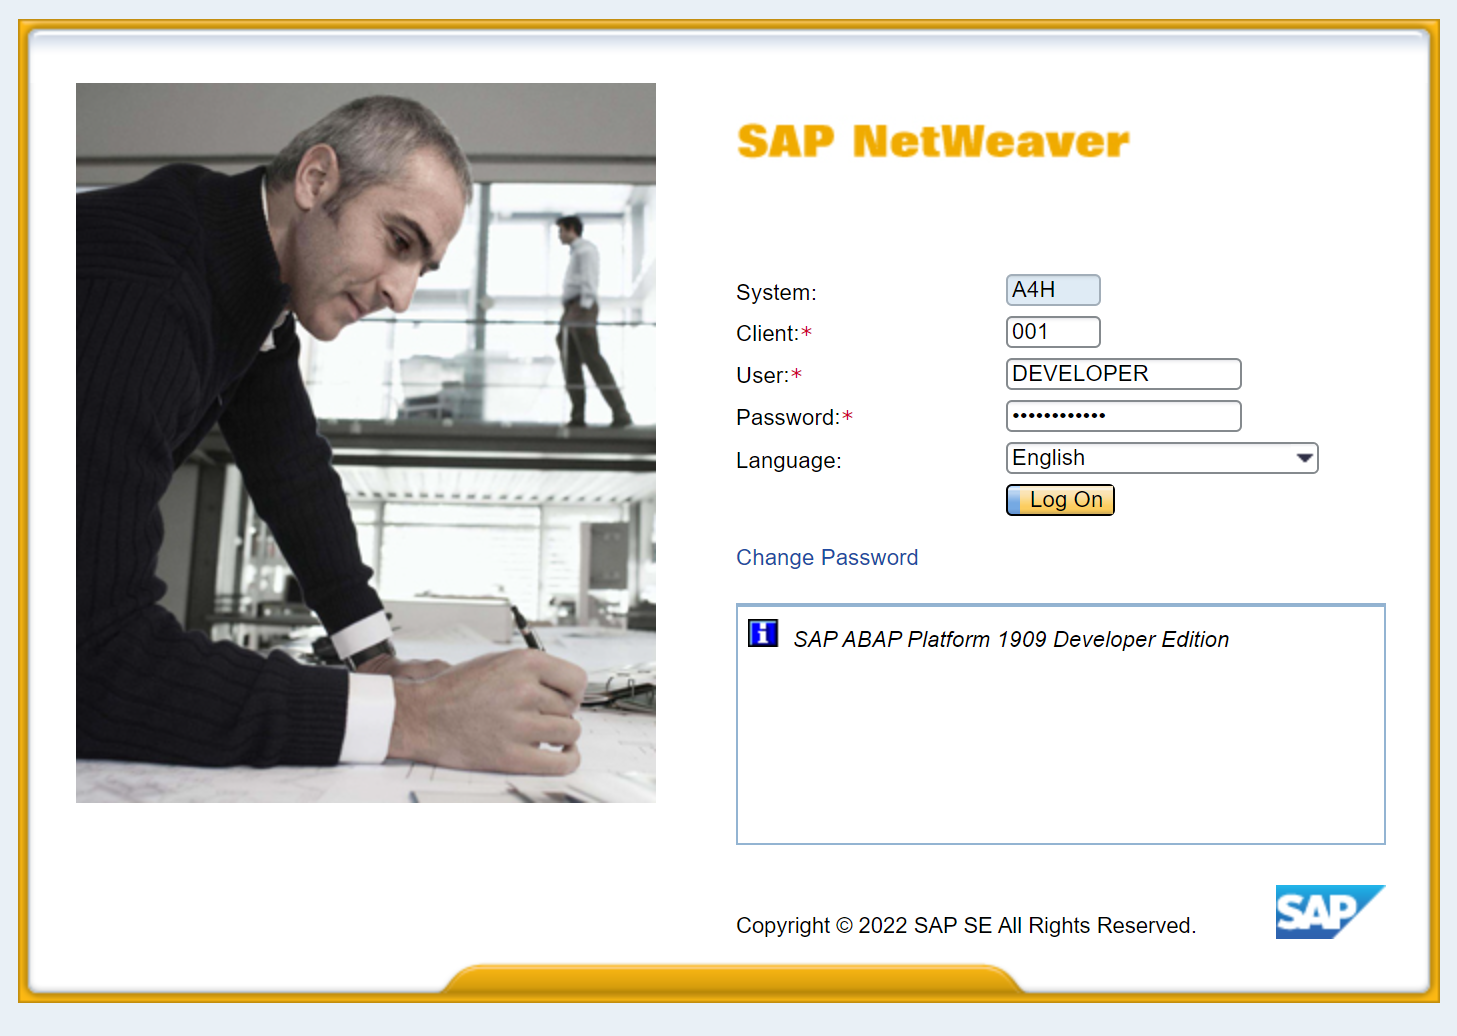 SAP NetWeaver
System: A4H
Client:* 001
User:* DEVELOPER
Password:* ••••••••••••
Language: English
Log On
Change Password
SAP ABAP Platform 1909 Developer Edition
Copyright © 2022 SAP SE All Rights Reserved.
SAP